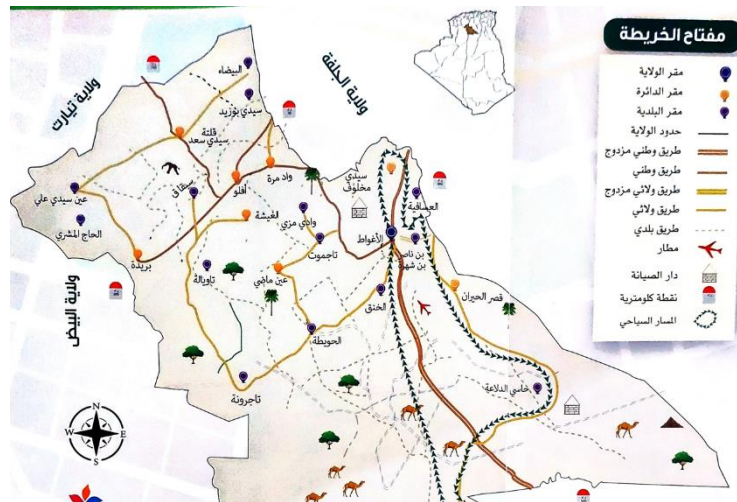 مفتاح الخريطة
مقر الولاية
مقر الدائرة
مقر البلدية
حدود الولاية
طريق وطني مزدوج
طريق وطني
طريق ولائي مزدوج
طريق ولائي
طريق بلدي
مطار
دار الصيانة
نقطة كلومترية
المسار السياحي
ولاية تيارت
ولاية الجلفة
ولاية البيض
البيضاء
سيدي بوزيد
قلتة
سيدي سعد
واد مرة
أفلو
سبقاق
سيدي
مخلوف
العسافية
عين سيدي علي
الحاج المشري
بريدة
الغيشة
وادي مزي
الأغواط
بن ناصر
بن شهرة
تاجموت
عين ماضي
تاويالة
الخنق
قصر الحيران
الحويطة
تاجرونة
حاسي الدلاعة
N
W
E
S